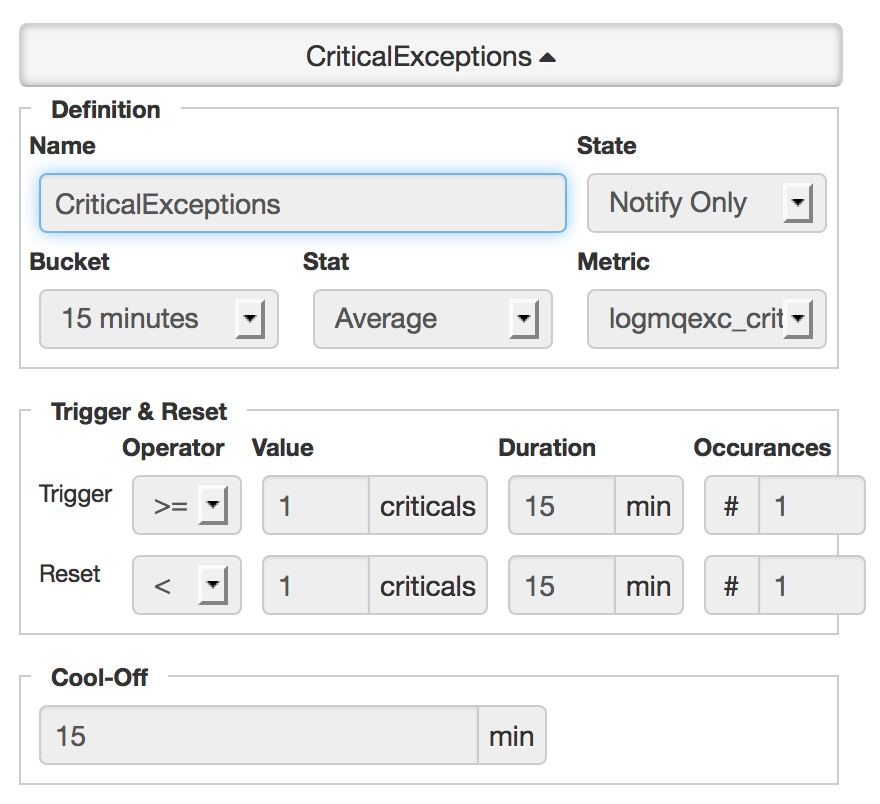 CriticalExceptions
Definition
Name State
CriticalExceptions Notify Only
Bucket Stat Metric
15 minutes Average logmqexc_crit
Trigger & Reset
Operator Value Duration Occurances
Trigger >= 1 criticals 15 min # 1
Reset < 1 criticals 15 min # 1
Cool-Off
15 min